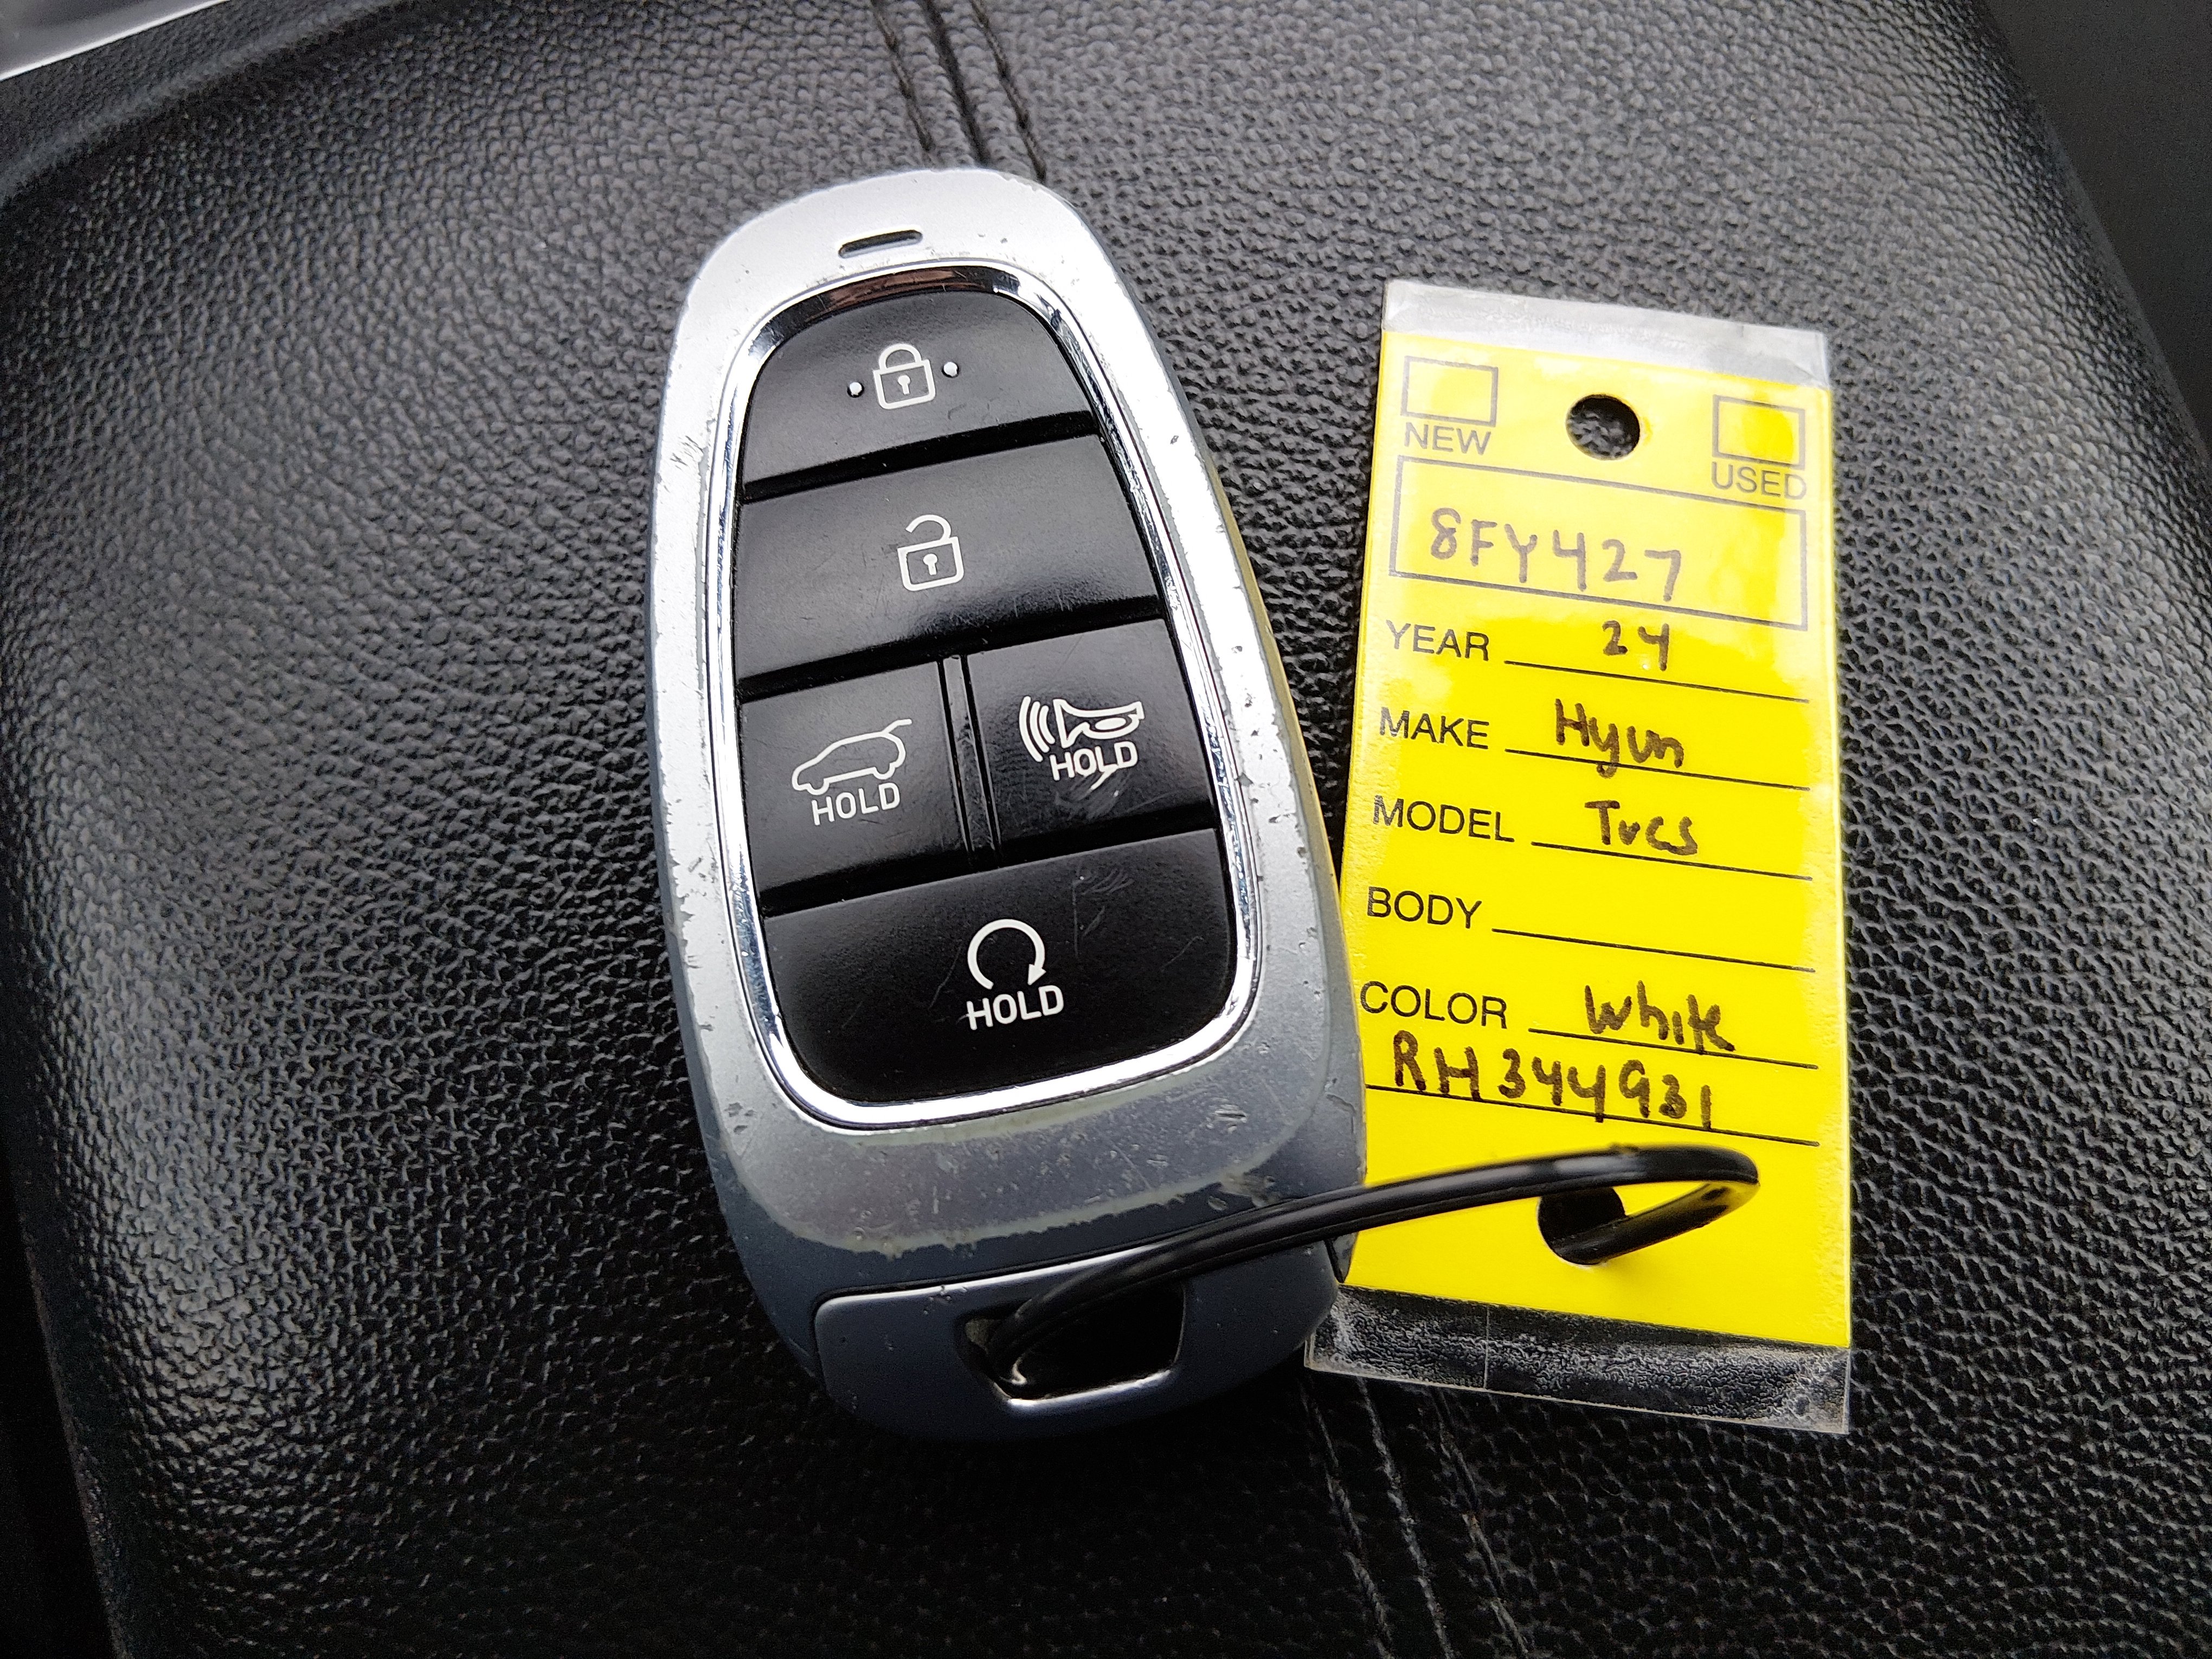 HOLD
HOLD
HOLD
NEW
USED
8FY427
YEAR 24
MAKE Hyun
MODEL Tucs
BODY
COLOR White
RH344931